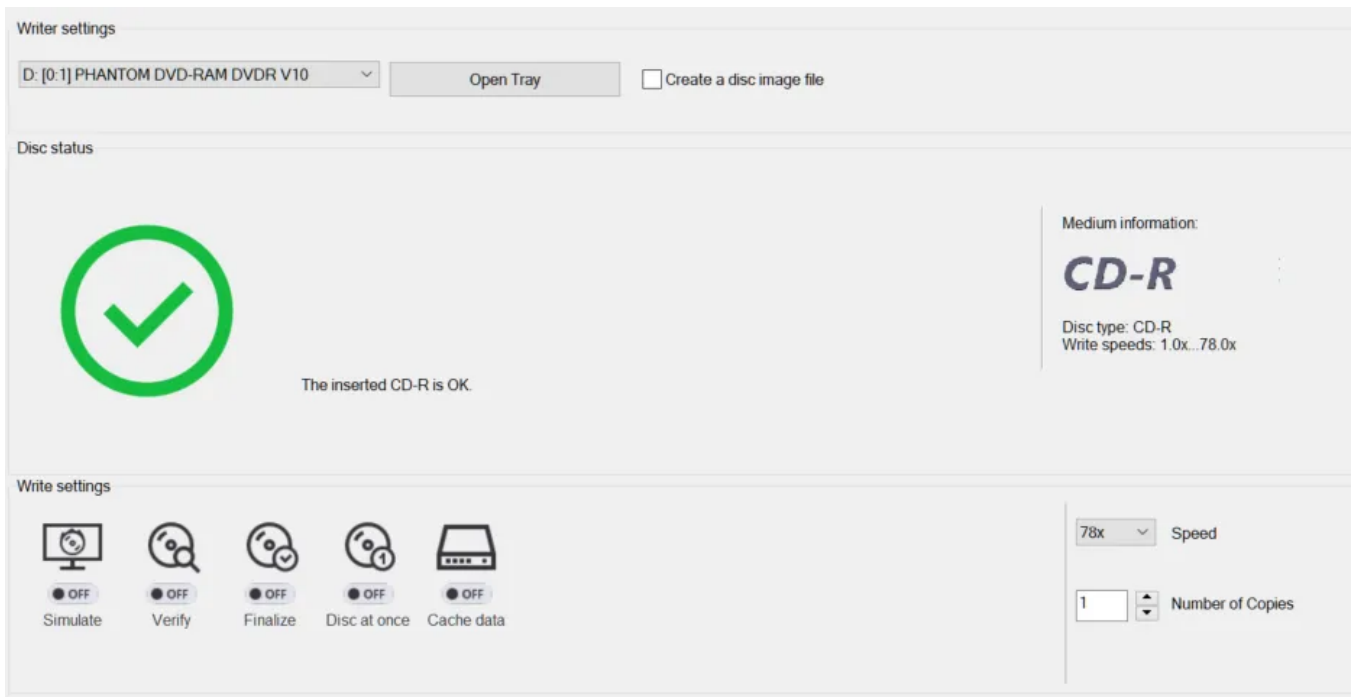 Writer settings
D: [0:1] PHANTOM DVD-RAM DVDR V10
Open Tray
Create a disc image file
Disc status
The inserted CD-R is OK.
Medium information:
CD-R
Disc type: CD-R
Write speeds: 1.0x...78.0x
Write settings
1
OFF OFF OFF OFF OFF
Simulate Verify Finalize Disc at once Cache data
78x Speed
1 Number of Copies